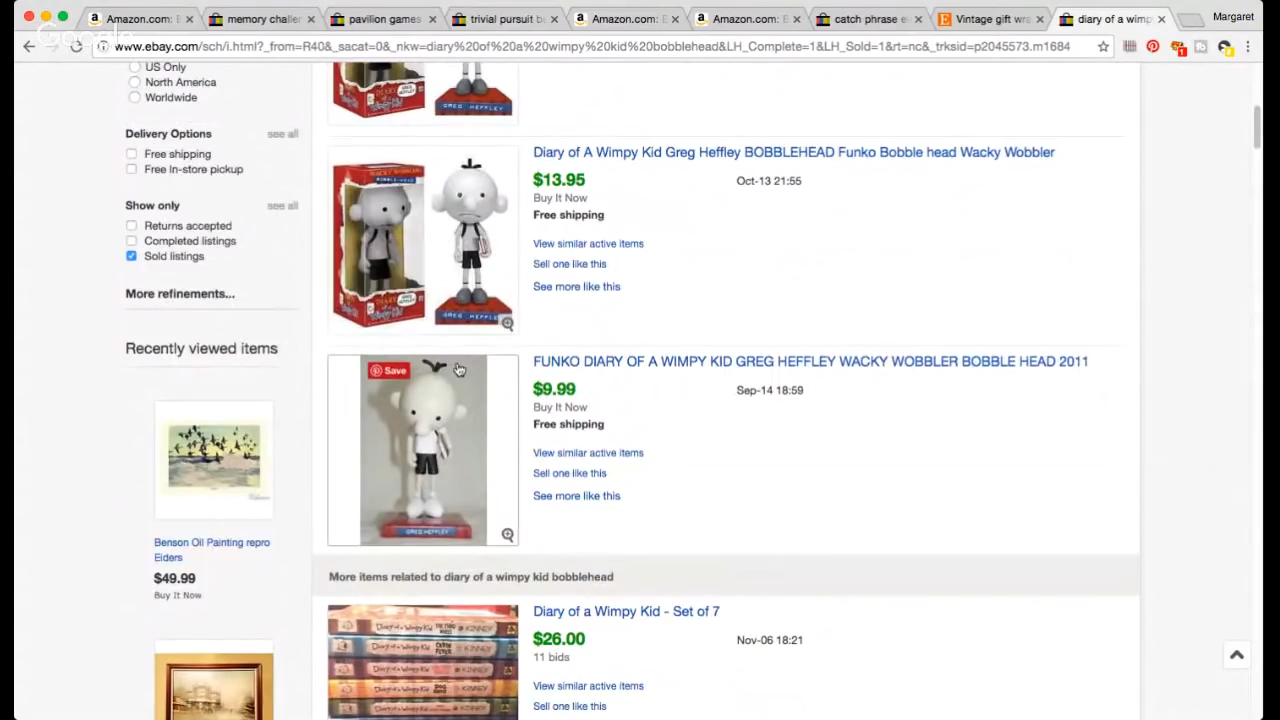 Amazon.com: E
memory challen
pavilion games
trivial pursuit ba
Amazon.com: E
Amazon.com: E
catch phrase e
Vintage gift wra
diary of a wimp
Margaret
Google
www.ebay.com/sch/i.html?_from=R40&_sacat=0&_nkw=diary%20of%20a%20wimpy%20kid%20bobblehead&LH_Complete=1&LH_Sold=1&rt=nc&_trksid=p2045573.m1684
US Only
North America
Worldwide
Delivery Options see all
Free shipping
Free In-store pickup
Show only see all
Returns accepted
Completed listings
Sold listings
More refinements...
Recently viewed items
Benson Oil Painting repro
Eiders
$49.99
Buy It Now
GREG HEFFLEY
Diary of A Wimpy Kid Greg Heffley BOBBLEHEAD Funko Bobble head Wacky Wobbler
$13.95 Oct-13 21:55
Buy It Now
Free shipping
View similar active items
Sell one like this
See more like this
Save
GREG HEFFLEY
FUNKO DIARY OF A WIMPY KID GREG HEFFLEY WACKY WOBBLER BOBBLE HEAD 2011
$9.99 Sep-14 18:59
Buy It Now
Free shipping
View similar active items
Sell one like this
See more like this
More items related to diary of a wimpy kid bobblehead
Diary of a Wimpy Kid - Set of 7
$26.00 Nov-06 18:21
11 bids
View similar active items
Sell one like this